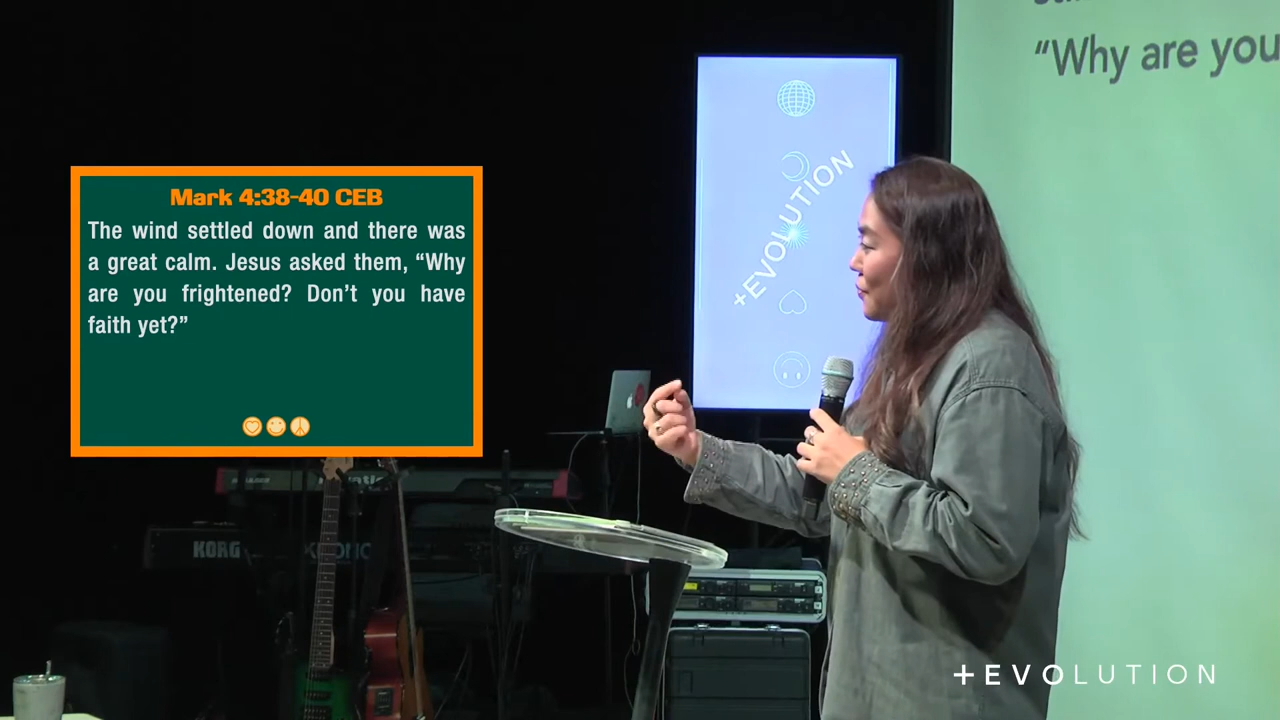 Mark 4:38-40 CEB
The wind settled down and there was
a great calm. Jesus asked them, “Why
are you frightened? Don’t you have
faith yet?”
“Why are you
+EVOLUTION
KORG
KRONOS
+EVOLUTION